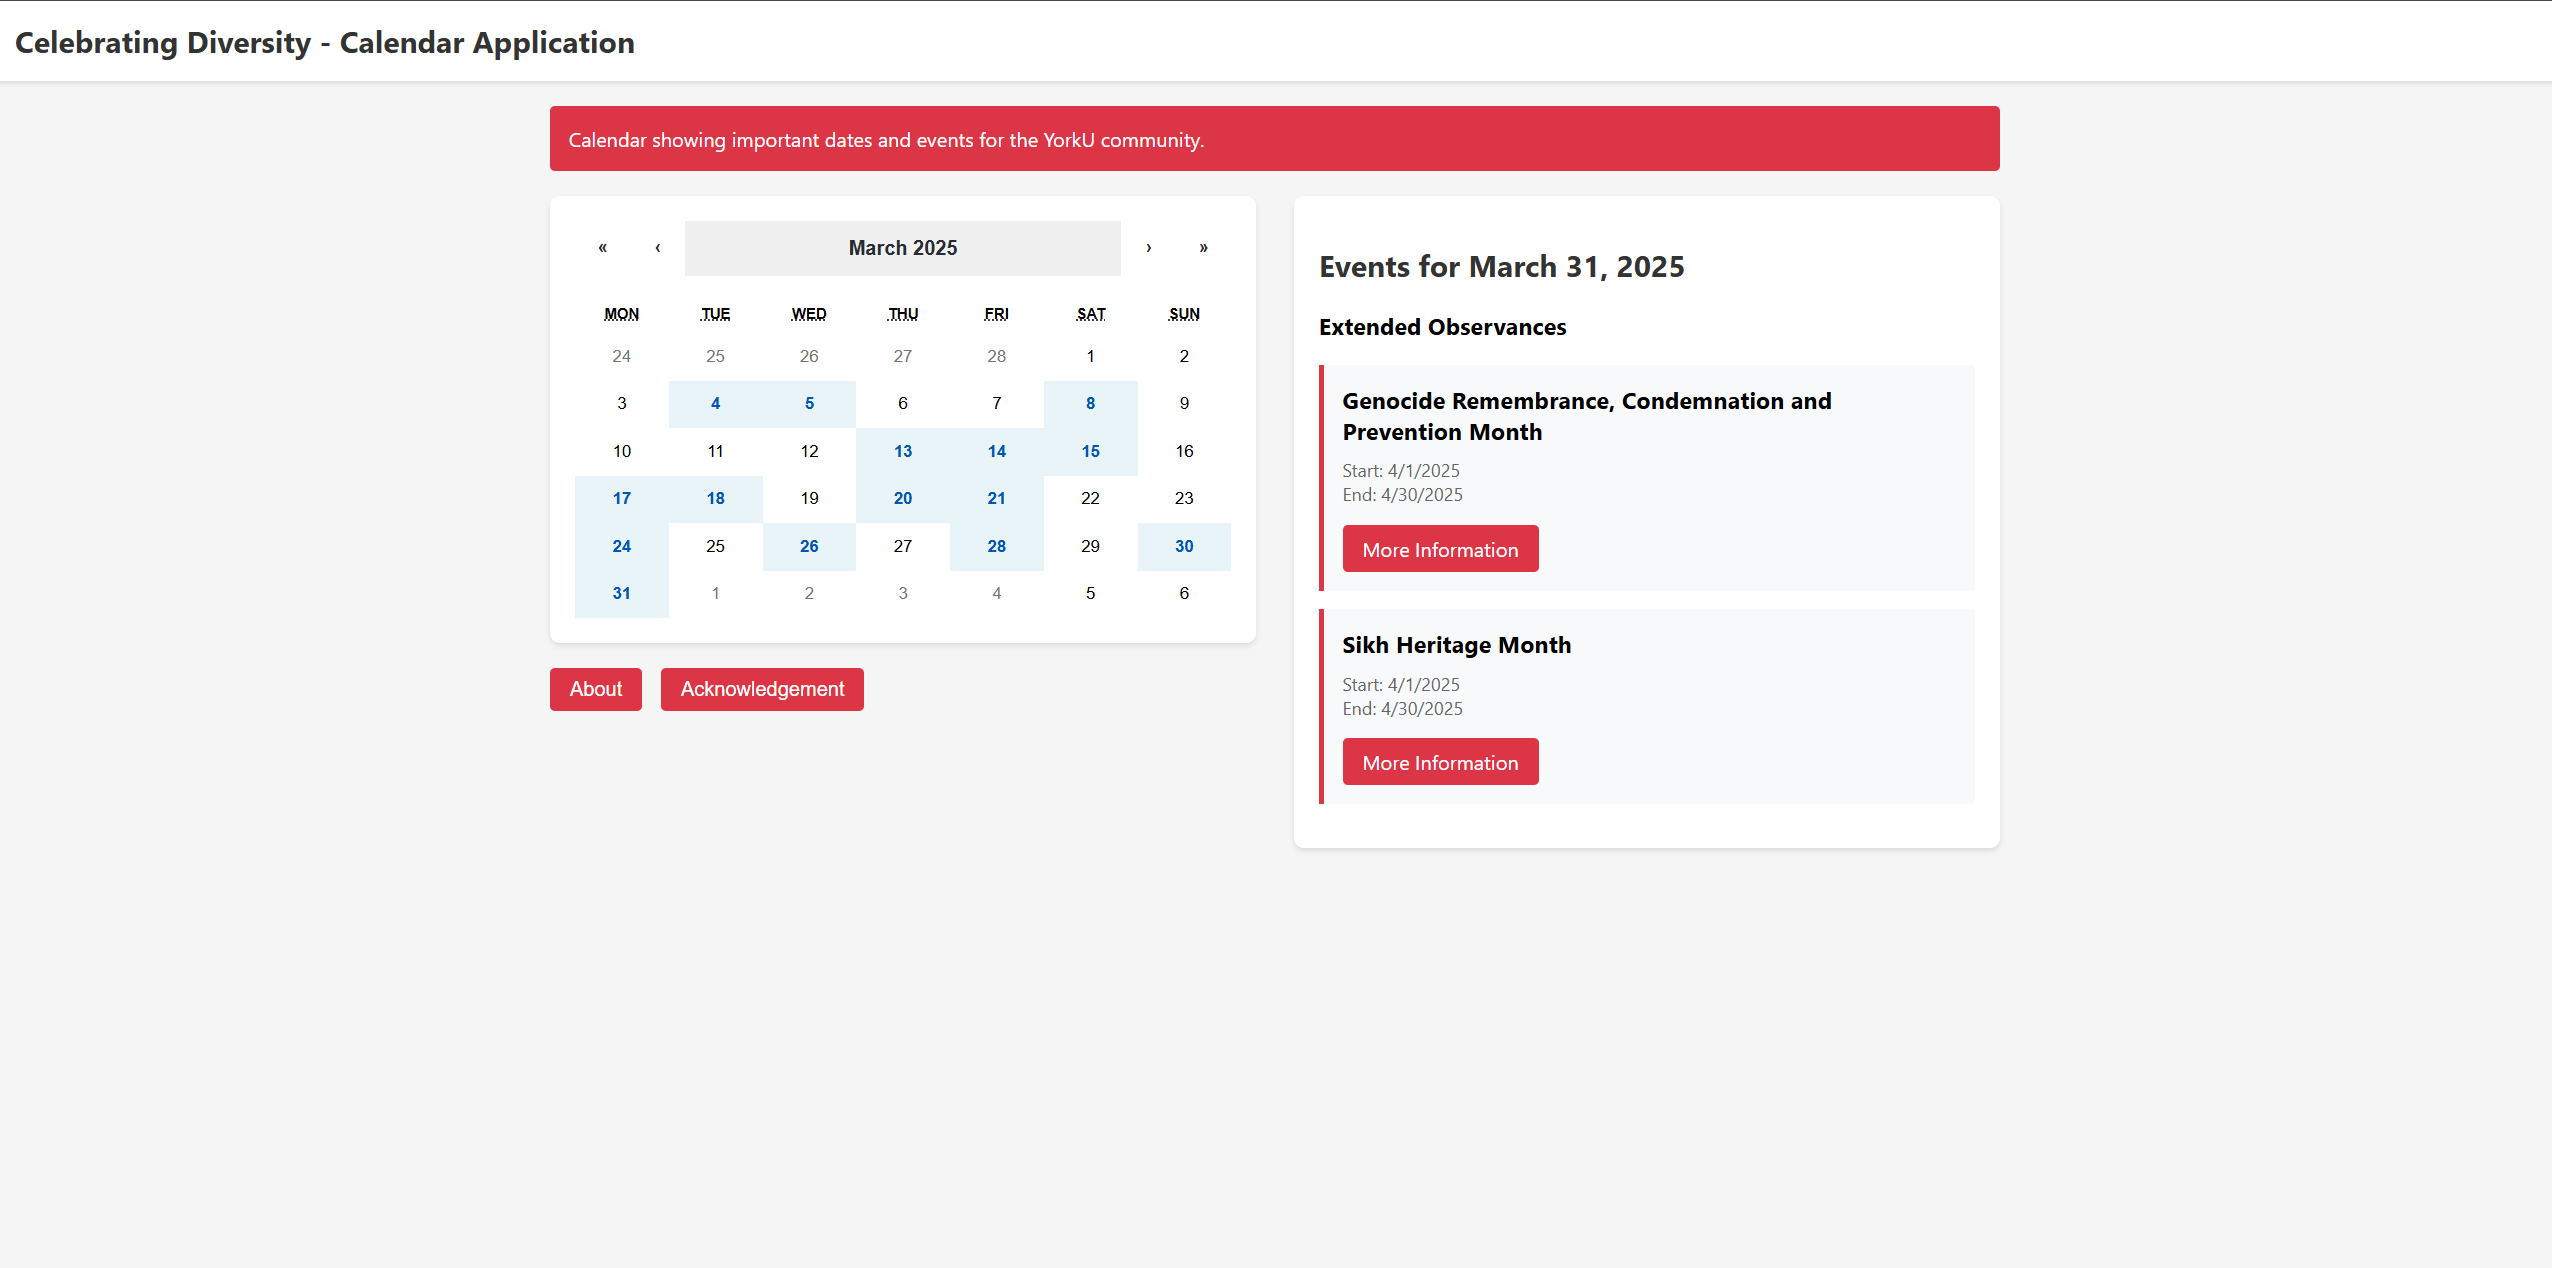 Celebrating Diversity - Calendar Application
Calendar showing important dates and events for the YorkU community.
« ‹ March 2025 › »
MON TUE WED THU FRI SAT SUN
24 25 26 27 28 1 2
3 4 5 6 7 8 9
10 11 12 13 14 15 16
17 18 19 20 21 22 23
24 25 26 27 28 29 30
31 1 2 3 4 5 6
About Acknowledgement
Events for March 31, 2025
Extended Observances
Genocide Remembrance, Condemnation and
Prevention Month
Start: 4/1/2025
End: 4/30/2025
More Information
Sikh Heritage Month
Start: 4/1/2025
End: 4/30/2025
More Information